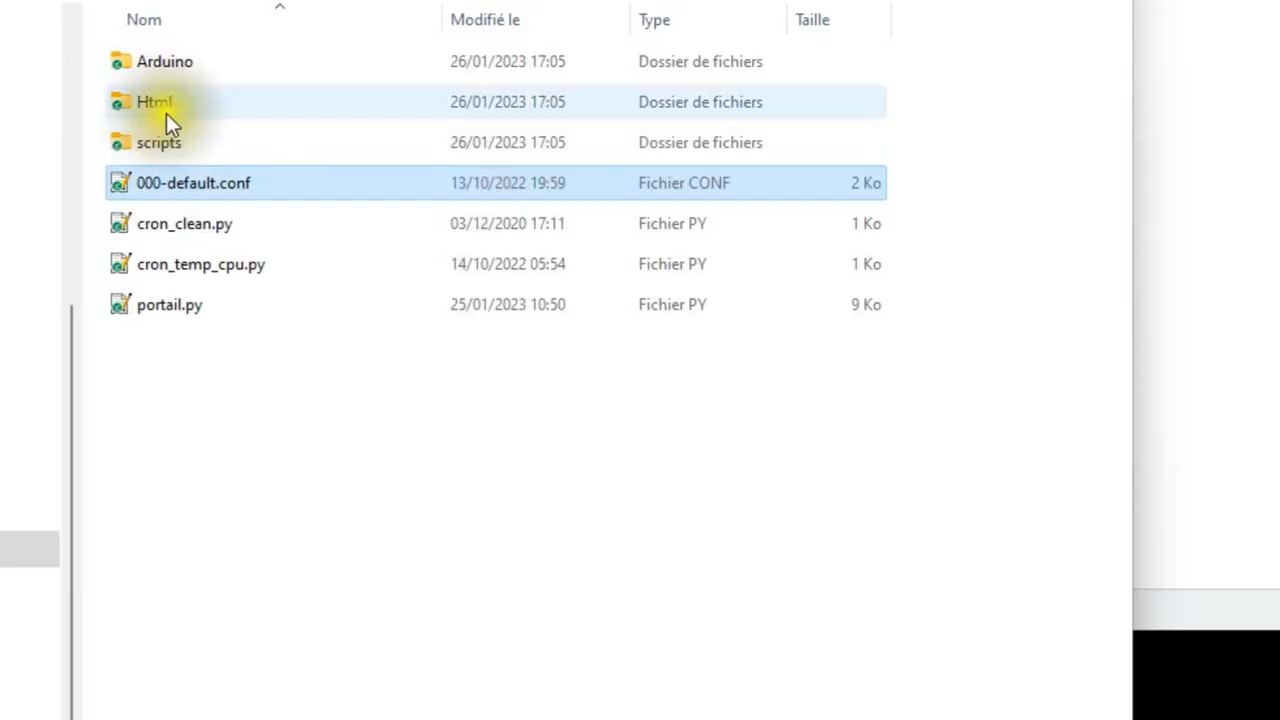 Nom Modifié le Type Taille
Arduino 26/01/2023 17:05 Dossier de fichiers
Html 26/01/2023 17:05 Dossier de fichiers
scripts 26/01/2023 17:05 Dossier de fichiers
000-default.conf 13/10/2022 19:59 Fichier CONF 2 Ko
cron_clean.py 03/12/2020 17:11 Fichier PY 1 Ko
cron_temp_cpu.py 14/10/2022 05:54 Fichier PY 1 Ko
portail.py 25/01/2023 10:50 Fichier PY 9 Ko